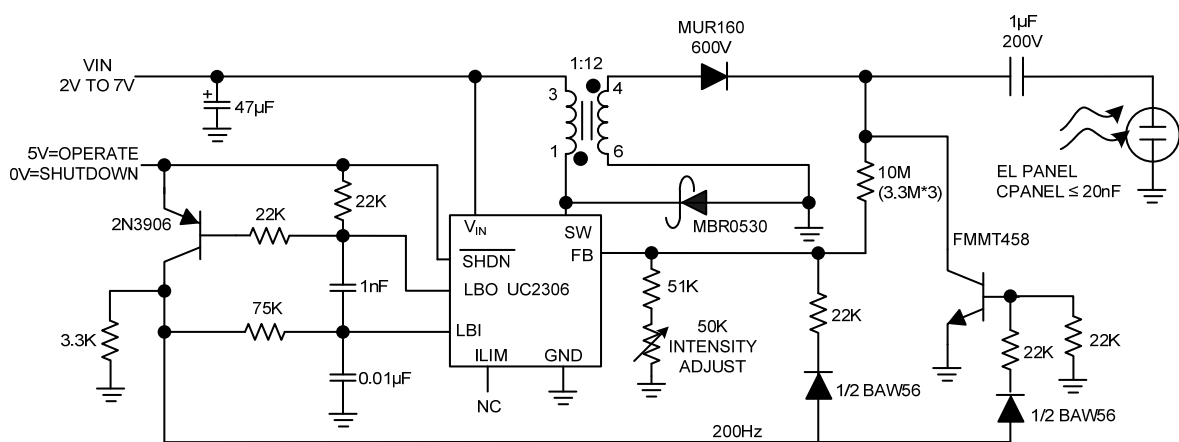 MUR160
600V
1µF
200V
VIN
2V TO 7V
1:12
3
4
+
47µF
1
6
5V=OPERATE
0V=SHUTDOWN
10M
(3.3M*3)
EL PANEL
CPANEL ≤ 20nF
2N3906
22K
22K
VIN
SW
MBR0530
SHDN
FB
FMMT458
1nF
LBO
UC2306
51K
75K
LBI
22K
3.3K
50K
INTENSITY
ADJUST
22K
22K
ILIM
GND
0.01µF
NC
1/2 BAW56
1/2 BAW56
200Hz